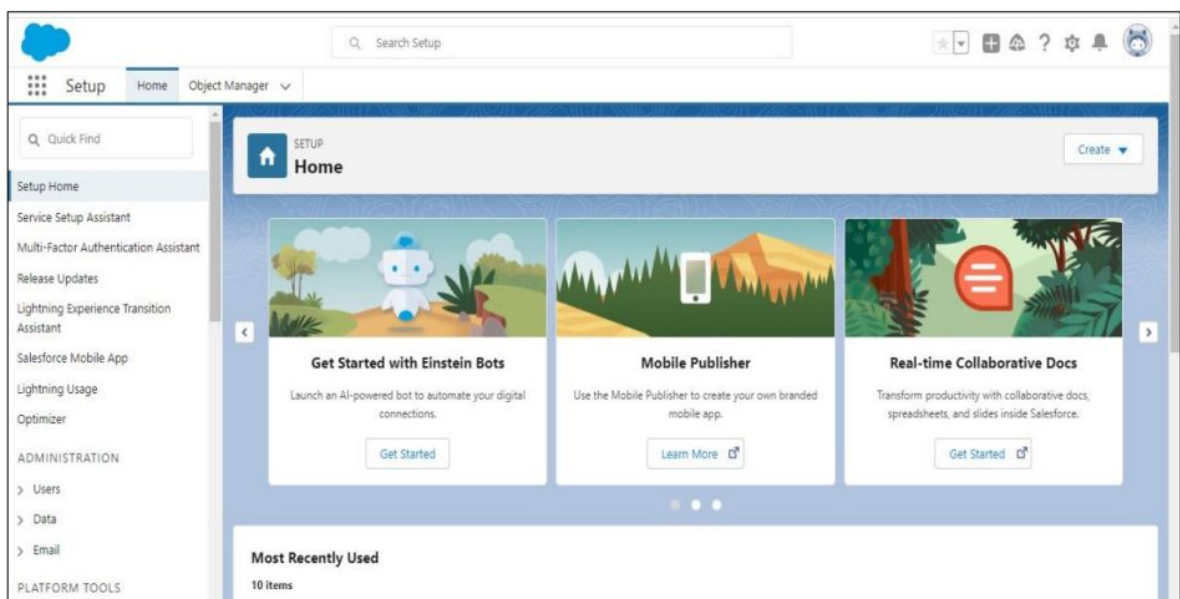 Search Setup
Setup
Home
Object Manager
Quick Find
Setup Home
Service Setup Assistant
Multi-Factor Authentication Assistant
Release Updates
Lightning Experience Transition
Assistant
Salesforce Mobile App
Lightning Usage
Optimizer
ADMINISTRATION
Users
Data
Email
PLATFORM TOOLS
SETUP
Home
Create
Get Started with Einstein Bots
Launch an AI-powered bot to automate your digital
connections.
Get Started
Mobile Publisher
Use the Mobile Publisher to create your own branded
mobile app.
Learn More
Real-time Collaborative Docs
Transform productivity with collaborative docs,
spreadsheets, and slides inside Salesforce.
Get Started
Most Recently Used
10 items